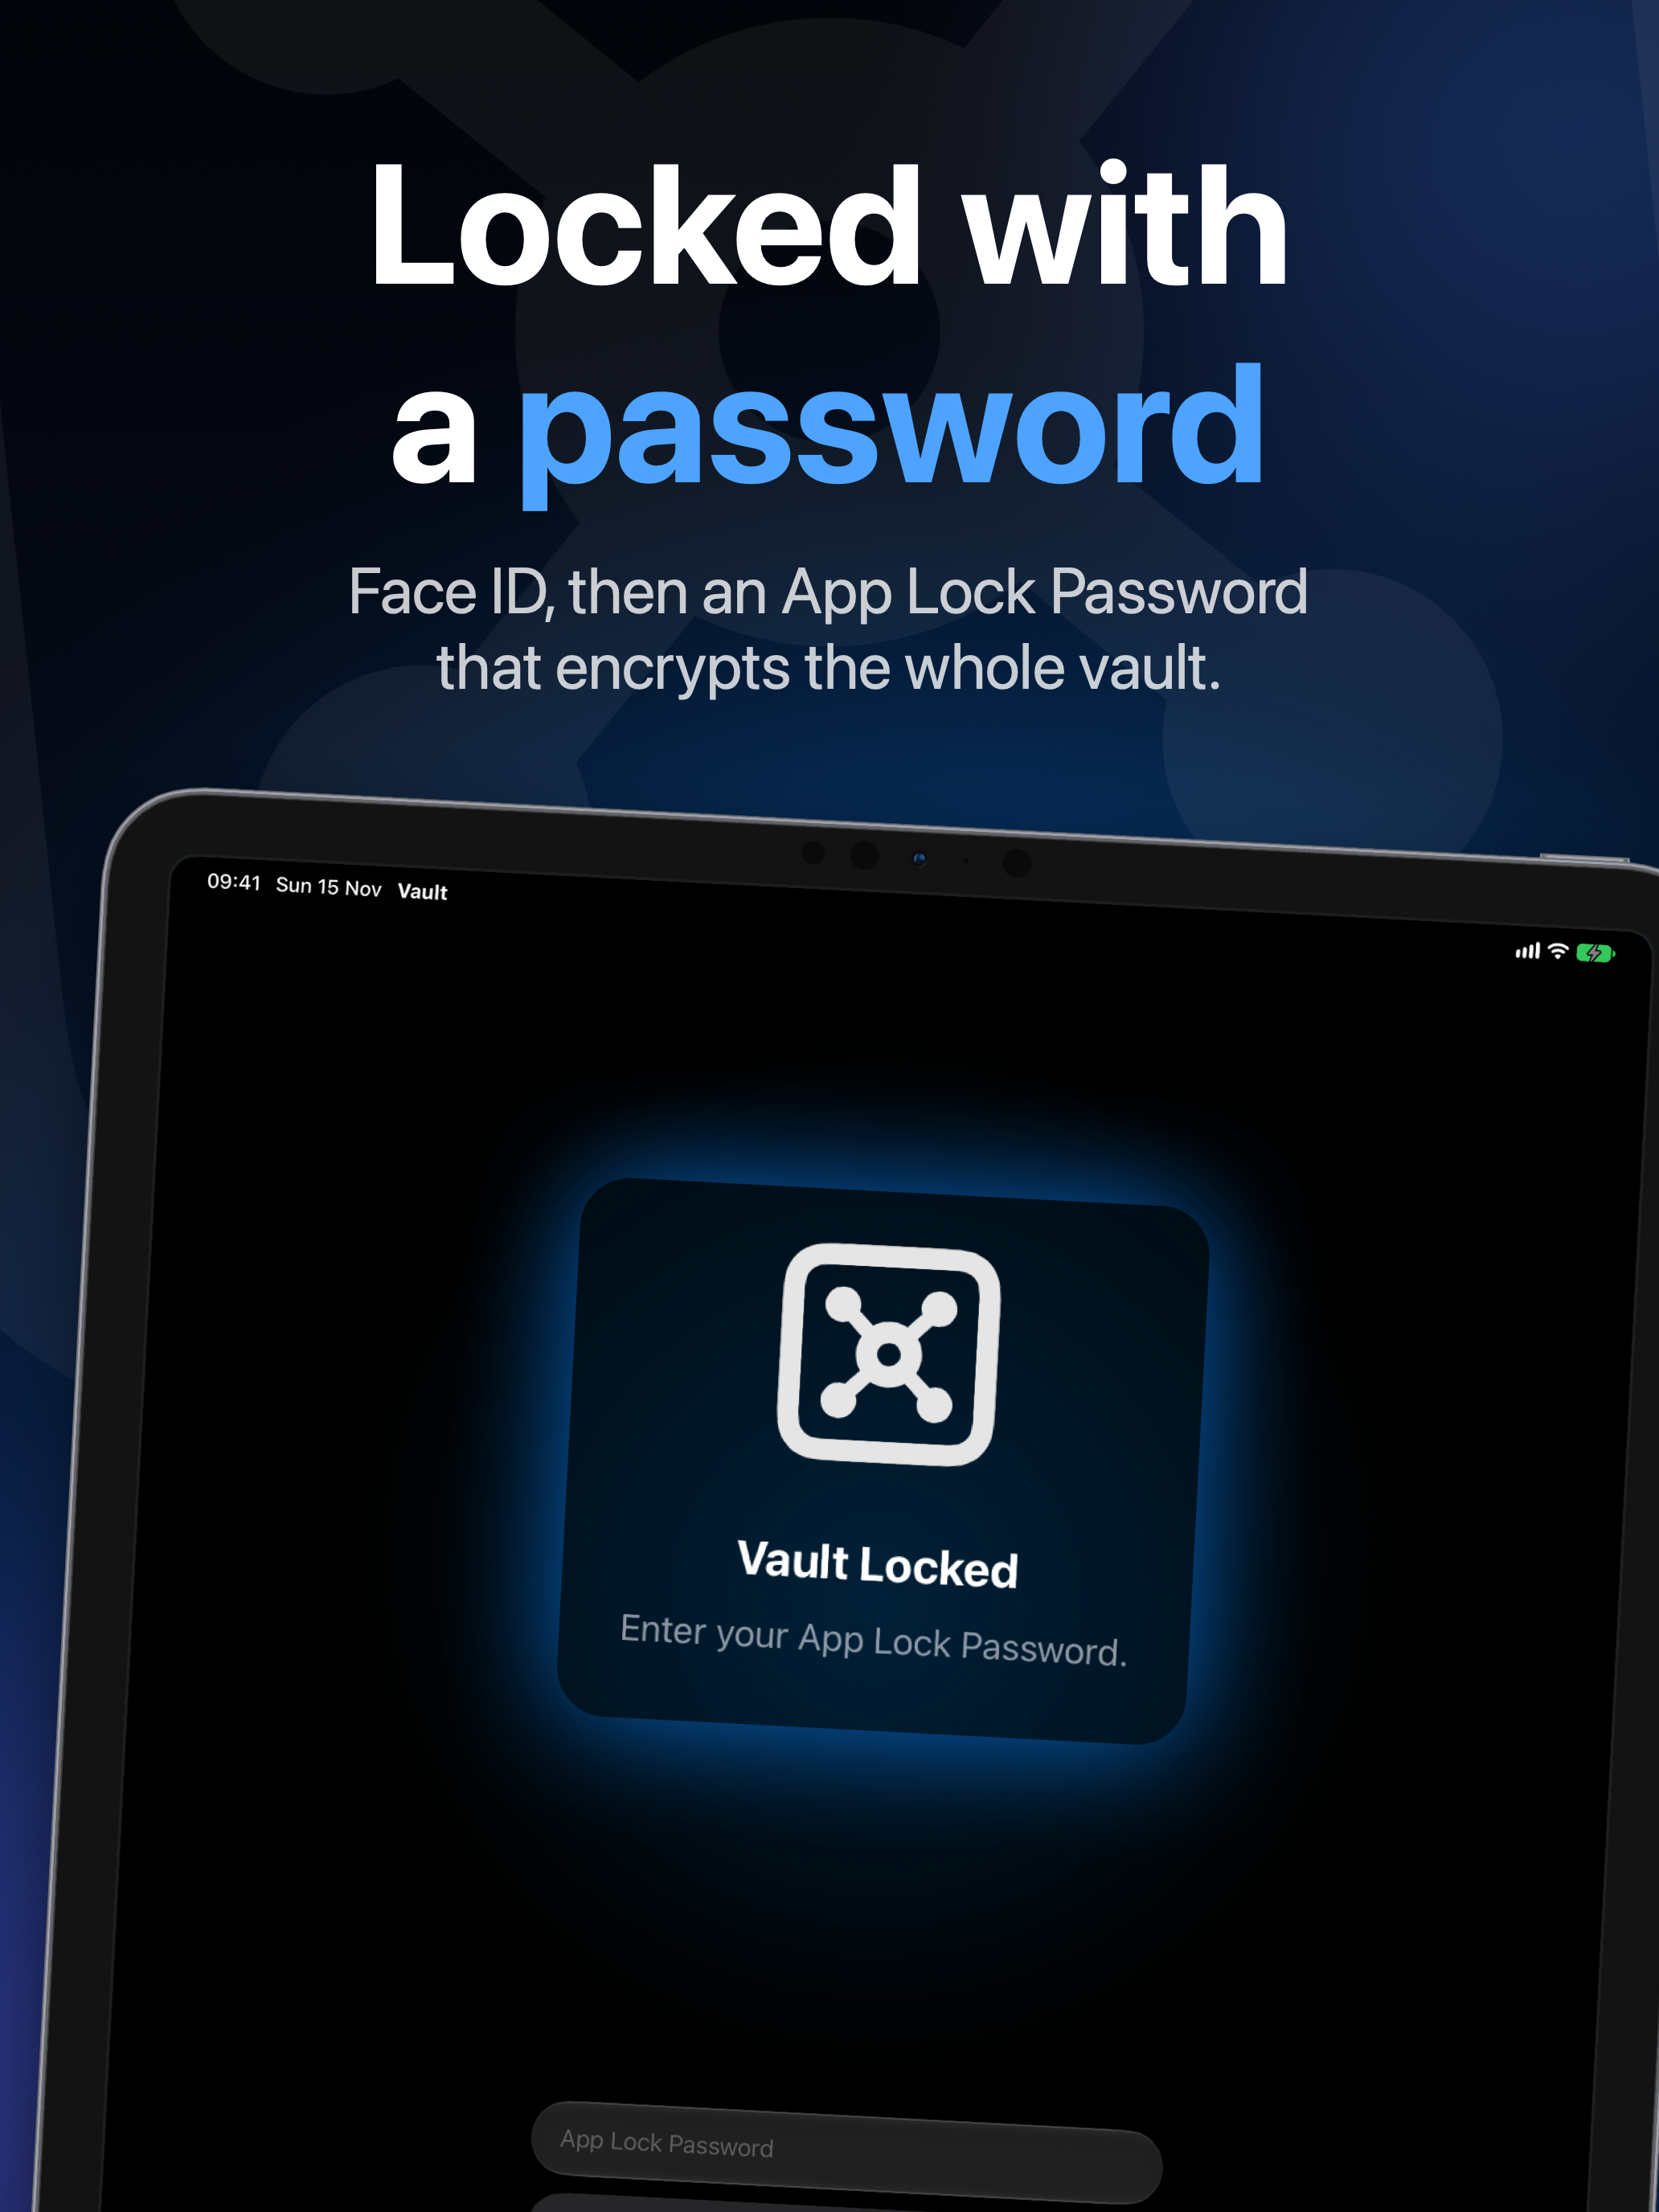 Locked with
a password
Face ID, then an App Lock Password
that encrypts the whole vault.
09:41 Sun 15 Nov Vault
Vault Locked
Enter your App Lock Password.
App Lock Password